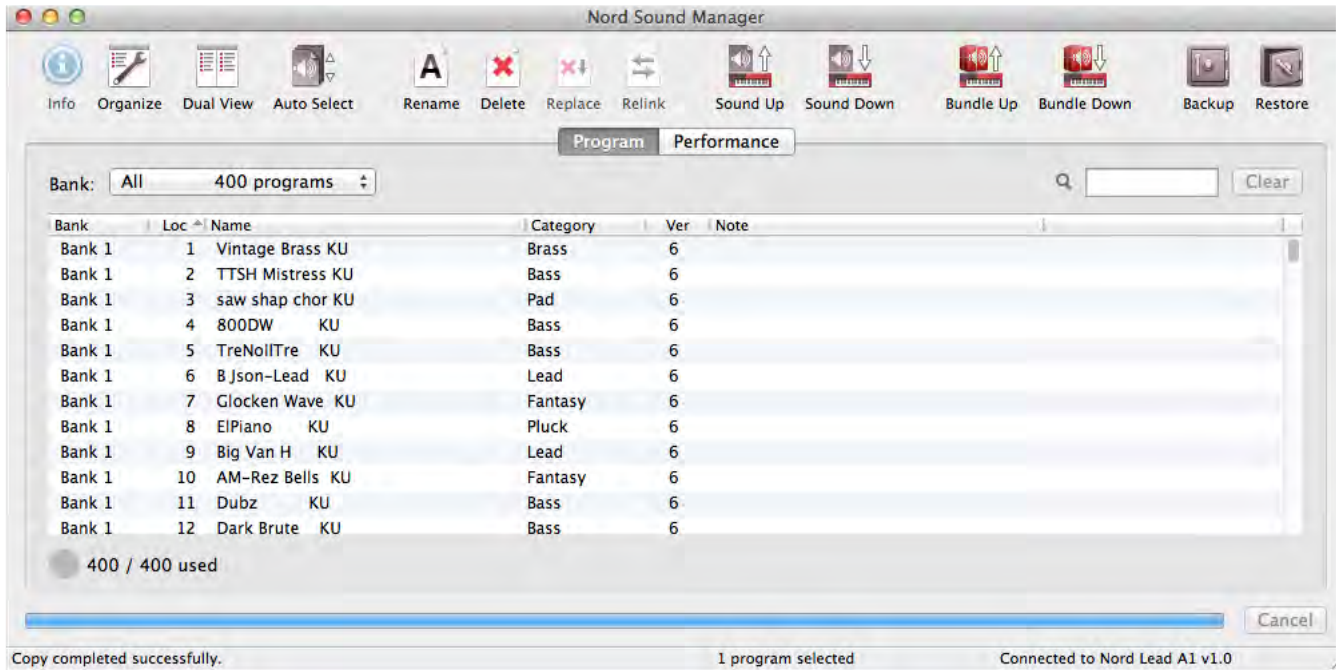 Nord Sound Manager
Info Organize Dual View Auto Select A Rename Delete Replace Relink Sound Up Sound Down Bundle Up Bundle Down Backup Restore
Program Performance
Bank: All 400 programs Clear
Bank Loc Name Category Ver Note
Bank 1 1 Vintage Brass KU Brass 6
Bank 1 2 TTSH Mistress KU Bass 6
Bank 1 3 saw shap chor KU Pad 6
Bank 1 4 800DW KU Bass 6
Bank 1 5 TreNollTre KU Bass 6
Bank 1 6 B Json-Lead KU Lead 6
Bank 1 7 Glocken Wave KU Fantasy 6
Bank 1 8 ElPiano KU Pluck 6
Bank 1 9 Big Van H KU Lead 6
Bank 1 10 AM-Rez Bells KU Fantasy 6
Bank 1 11 Dubz KU Bass 6
Bank 1 12 Dark Brute KU Bass 6
400 / 400 used
Cancel
Copy completed successfully. 1 program selected Connected to Nord Lead A1 v1.0